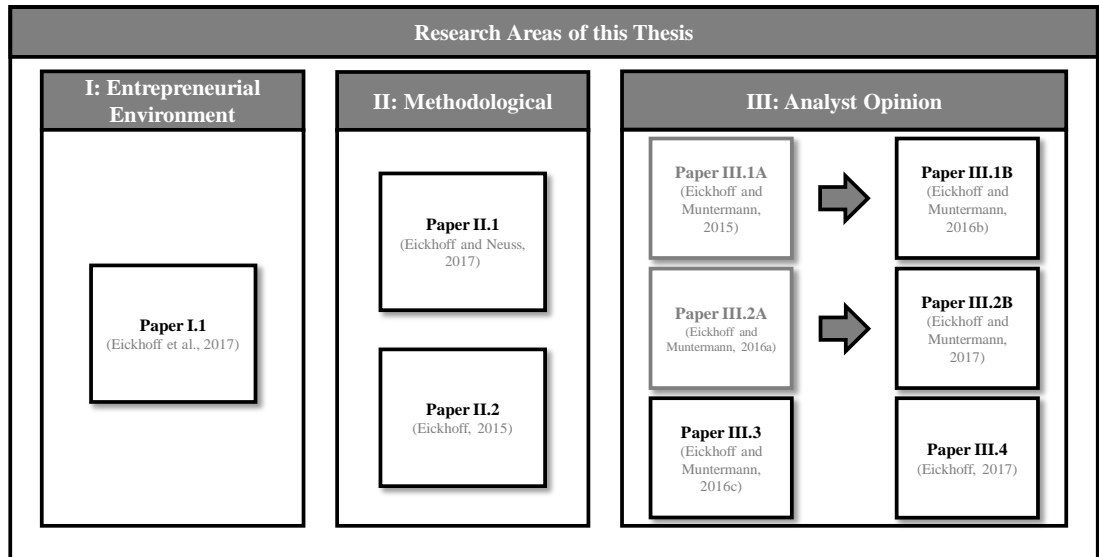 Research Areas of this Thesis
I: Entrepreneurial
Environment
Paper I.1
(Eickhoff et al., 2017)
II: Methodological
Paper II.1
(Eickhoff and Neuss,
2017)
Paper II.2
(Eickhoff, 2015)
III: Analyst Opinion
Paper III.1A
(Eickhoff and
Muntermann,
2015)
Paper III.1B
(Eickhoff and
Muntermann,
2016b)
Paper III.2A
(Eickhoff and
Muntermann, 2016a)
Paper III.2B
(Eickhoff and
Muntermann,
2017)
Paper III.3
(Eickhoff and
Muntermann,
2016c)
Paper III.4
(Eickhoff, 2017)